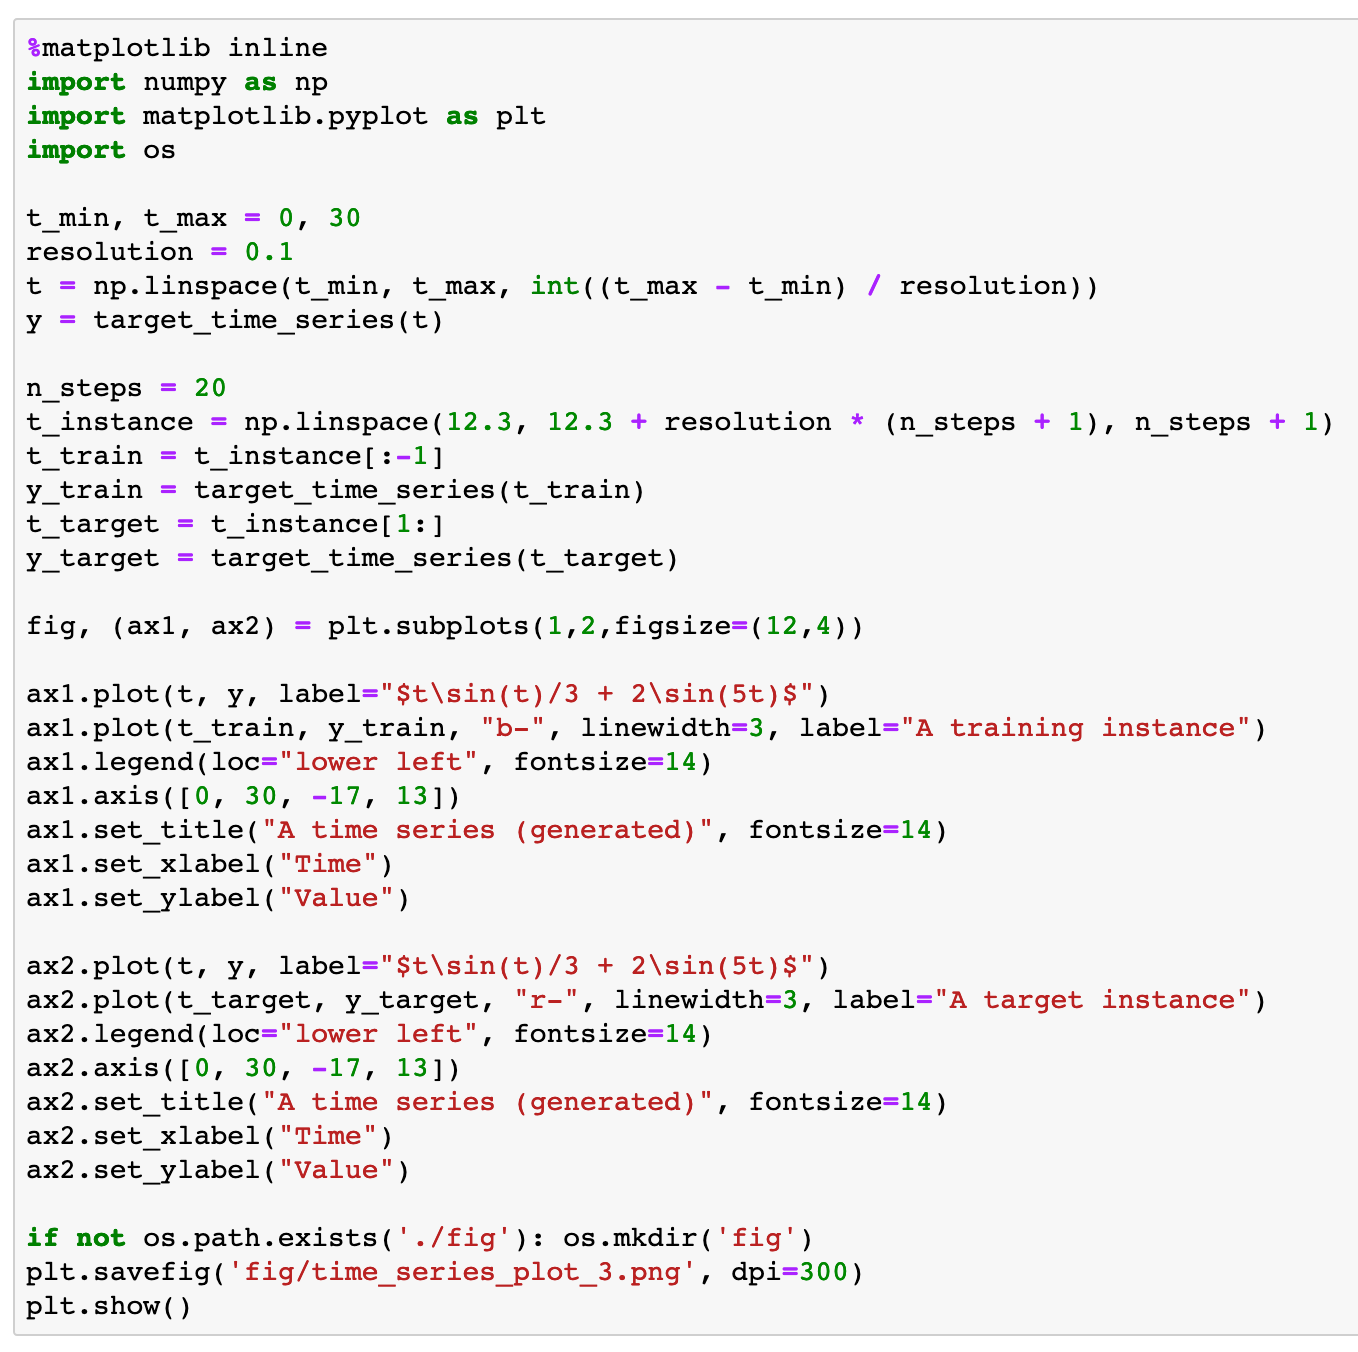 %matplotlib inline
import numpy as np
import matplotlib.pyplot as plt
import os
t_min, t_max = 0, 30
resolution = 0.1
t = np.linspace(t_min, t_max, int((t_max - t_min) / resolution))
y = target_time_series(t)
n_steps = 20
t_instance = np.linspace(12.3, 12.3 + resolution * (n_steps + 1), n_steps + 1)
t_train = t_instance[:-1]
y_train = target_time_series(t_train)
t_target = t_instance[1:]
y_target = target_time_series(t_target)
fig, (ax1, ax2) = plt.subplots(1,2,figsize=(12,4))
ax1.plot(t, y, label="$t\sin(t)/3 + 2\sin(5t)$")
ax1.plot(t_train, y_train, "b-", linewidth=3, label="A training instance")
ax1.legend(loc="lower left", fontsize=14)
ax1.axis([0, 30, -17, 13])
ax1.set_title("A time series (generated)", fontsize=14)
ax1.set_xlabel("Time")
ax1.set_ylabel("Value")
ax2.plot(t, y, label="$t\sin(t)/3 + 2\sin(5t)$")
ax2.plot(t_target, y_target, "r-", linewidth=3, label="A target instance")
ax2.legend(loc="lower left", fontsize=14)
ax2.axis([0, 30, -17, 13])
ax2.set_title("A time series (generated)", fontsize=14)
ax2.set_xlabel("Time")
ax2.set_ylabel("Value")
if not os.path.exists('./fig'): os.mkdir('fig')
plt.savefig('fig/time_series_plot_3.png', dpi=300)
plt.show()